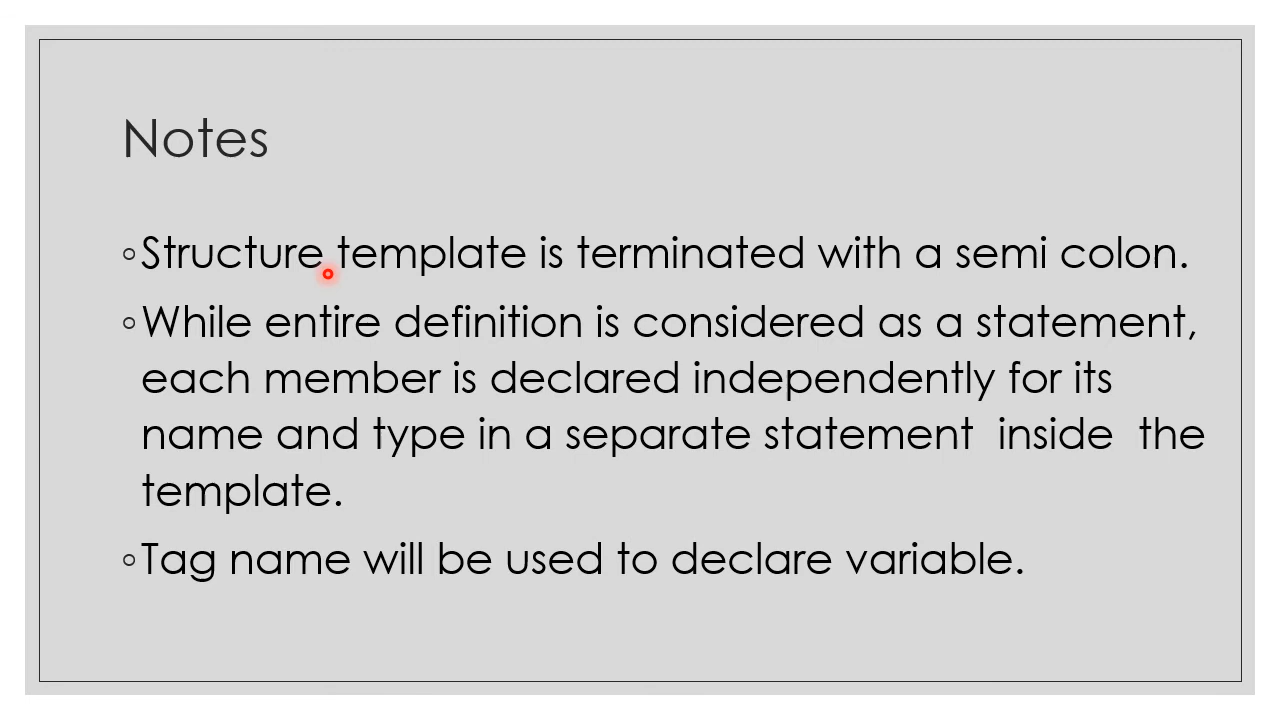 Notes
◦Structure template is terminated with a semi colon.
◦While entire definition is considered as a statement,
each member is declared independently for its
name and type in a separate statement  inside  the
template.
◦Tag name will be used to declare variable.